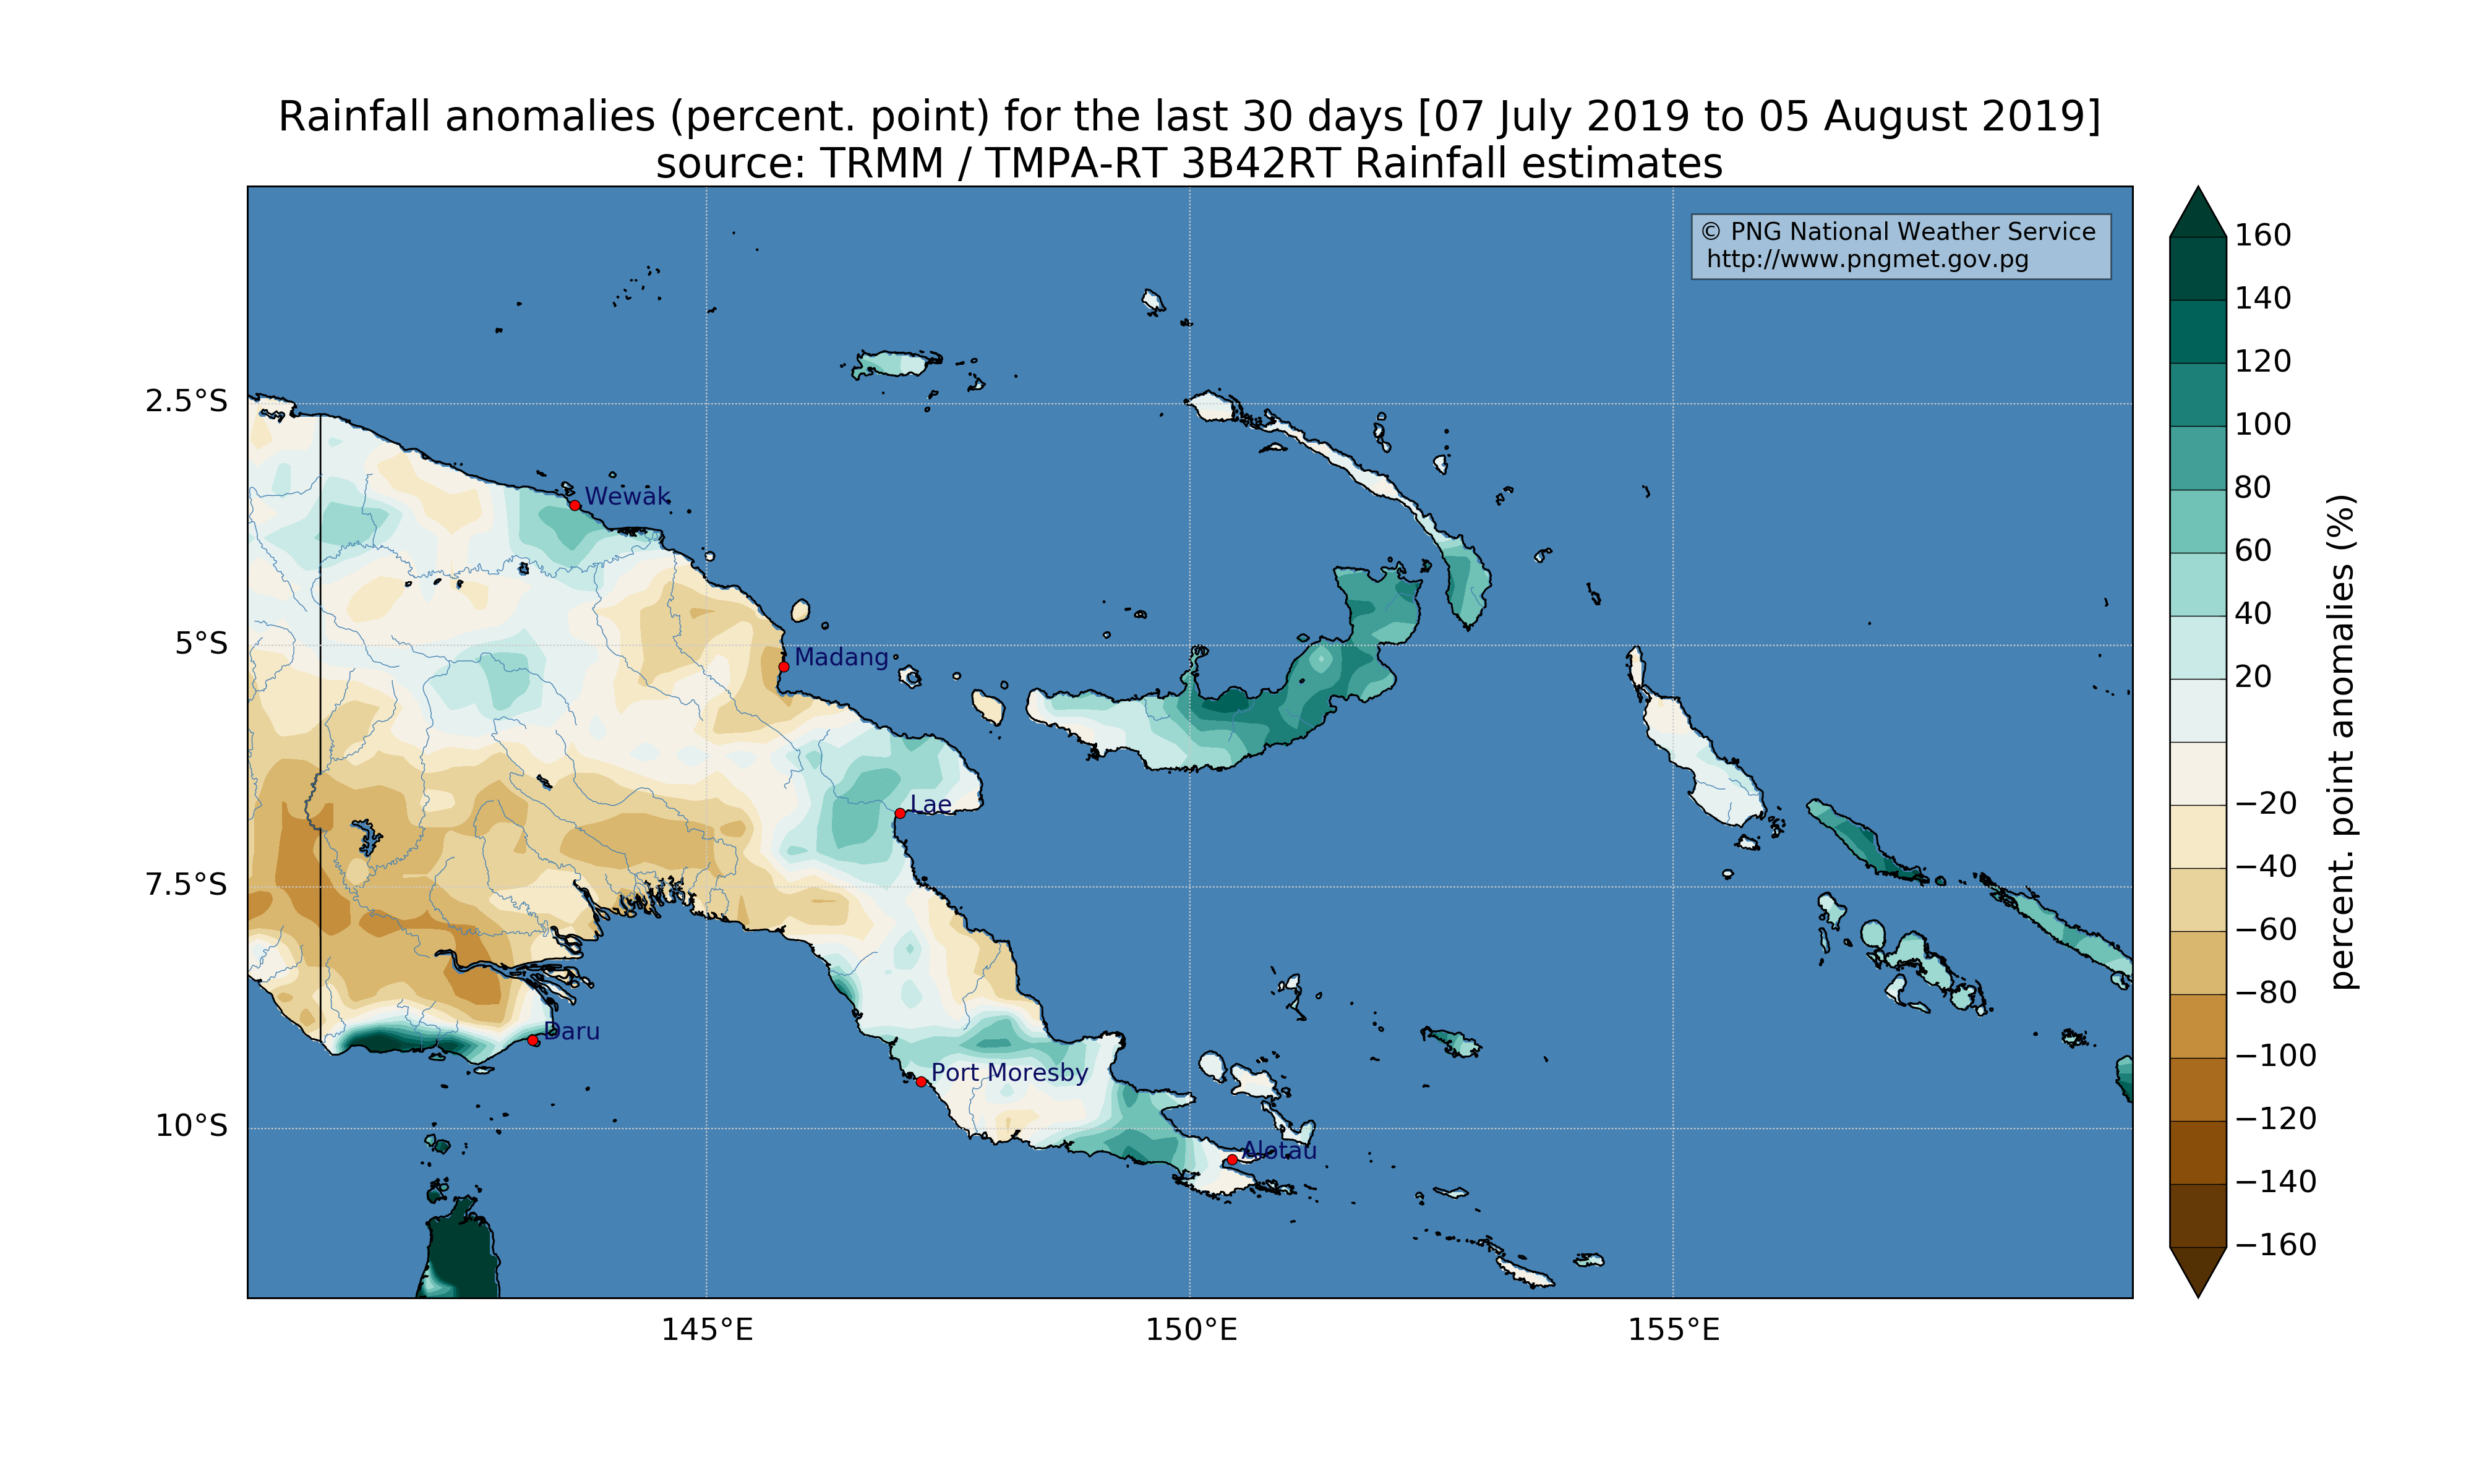 Rainfall anomalies (percent. point) for the last 30 days [07 July 2019 to 05 August 2019]
source: TRMM / TMPA-RT 3B42RT Rainfall estimates
© PNG National Weather Service
http://www.pngmet.gov.pg
2.5°S
5°S
7.5°S
10°S
Wewak
Madang
Lae
Daru
Port Moresby
Alotau
145°E
150°E
155°E
160
140
120
100
80
60
40
20
−20
−40
−60
−80
−100
−120
−140
−160
percent. point anomalies (%)